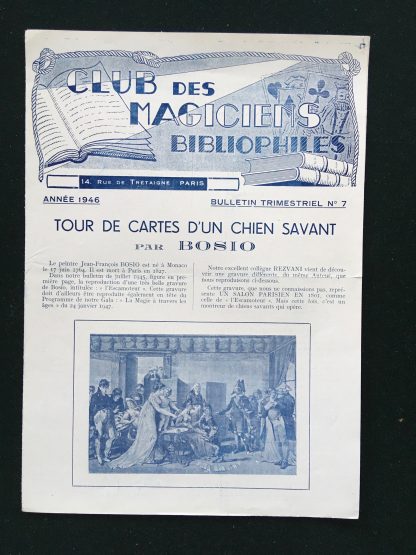 CLUB DES
MAGICIENS
BIBLIOPHILES
14, RUE DE TRÉTAIGNE PARIS
ANNÉE 1946
BULLETIN TRIMESTRIEL N° 7
TOUR DE CARTES D'UN CHIEN SAVANT
PAR BOSIO
Le peintre Jean-François BOSIO est né à Monaco
le 17 juin 1764. Il est mort à Paris en 1827.
Dans notre bulletin de juillet 1945, figure en pre-
mière page, la reproduction d'une très belle gravure
de Bosio, intitulée : « l'Escamoteur ». Cette gravure
doit d'ailleurs être reproduite également en tête du
Programme de notre Gala : « La Magie à travers les
âges » du 24 janvier 1947.
Notre excellent collègue REZVANI vient de décou-
vrir une gravure différente, du même Auteur, que
nous reproduisons ci-dessous.
Cette gravure, que nous ne connaissions pas, repré-
sente UN SALON PARISIEN EN 1801, comme
celle de « l'Escamoteur ». Mais cette fois, c'est un
montreur de chiens savants qui opère.